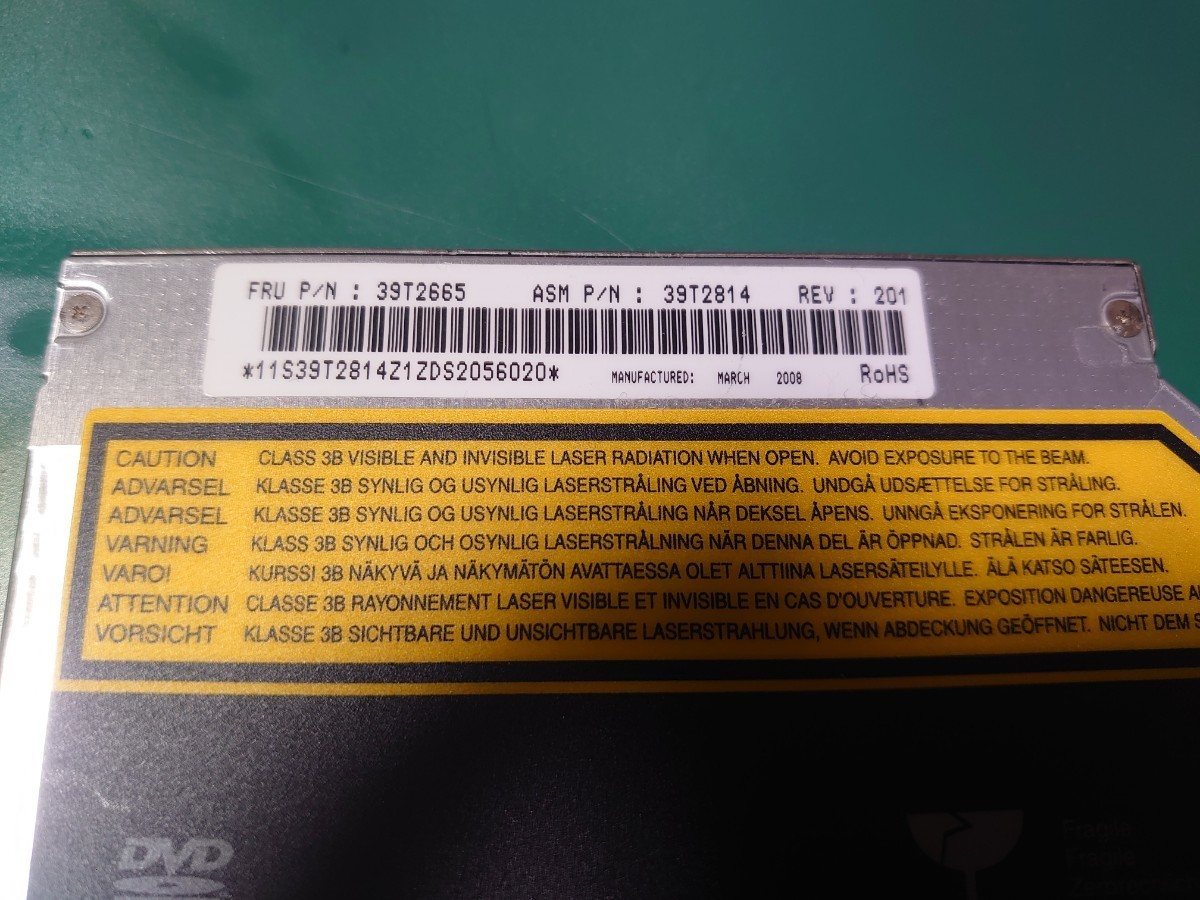 FRU P/N : 39T2665 ASM P/N : 39T2814 REV : 201
*11S39T2814Z1ZDS2056020* MANUFACTURED: MARCH 2008 RoHS
CAUTION CLASS 3B VISIBLE AND INVISIBLE LASER RADIATION WHEN OPEN. AVOID EXPOSURE TO THE BEAM.
ADVARSEL KLASSE 3B SYNLIG OG USYNLIG LASERSTRÅLING VED ÅBNING. UNDGÅ UDSÆTTELSE FOR STRÅLING.
ADVARSEL KLASSE 3B SYNLIG OG USYNLIG LASERSTRÅLING NÅR DEKSEL ÅPENS. UNNGÅ EKSPONERING FOR STRÅLEN.
VARNING KLASS 3B SYNLIG OCH OSYNLIG LASERSTRÅLNING NÄR DENNA DEL ÄR ÖPPNAD. STRÅLEN ÄR FARLIG.
VARO! KURSSI 3B NÄKYVÄ JA NÄKYMÄTÖN AVATTAESSA OLET ALTTIINA LASERSÄTEILYLLE. ÄLÄ KATSO SÄTEESEN.
ATTENTION CLASSE 3B RAYONNEMENT LASER VISIBLE ET INVISIBLE EN CAS D'OUVERTURE. EXPOSITION DANGEREUSE
VORSICHT KLASSE 3B SICHTBARE UND UNSICHTBARE LASERSTRAHLUNG, WENN ABDECKUNG GEÖFFNET. NICHT DEM
DVD
Fragile
Fragile